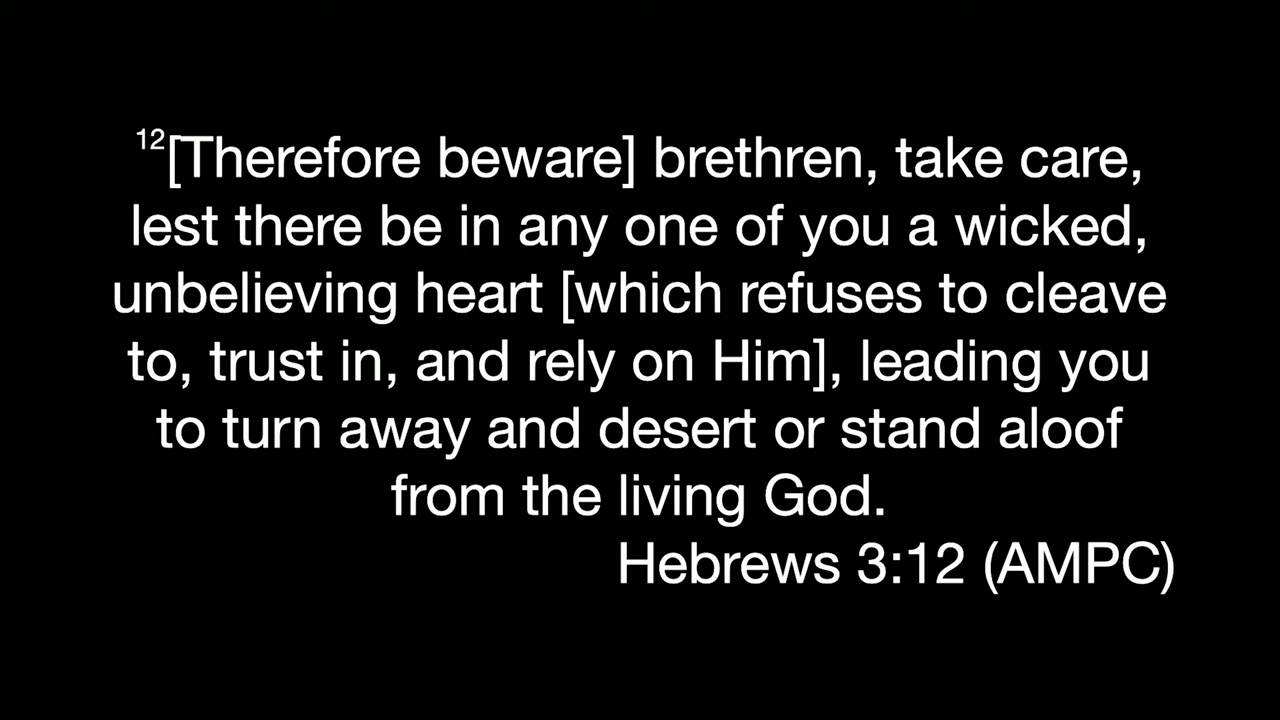 12[Therefore beware] brethren, take care,
lest there be in any one of you a wicked,
unbelieving heart [which refuses to cleave
to, trust in, and rely on Him], leading you
to turn away and desert or stand aloof
from the living God.
Hebrews 3:12 (AMPC)